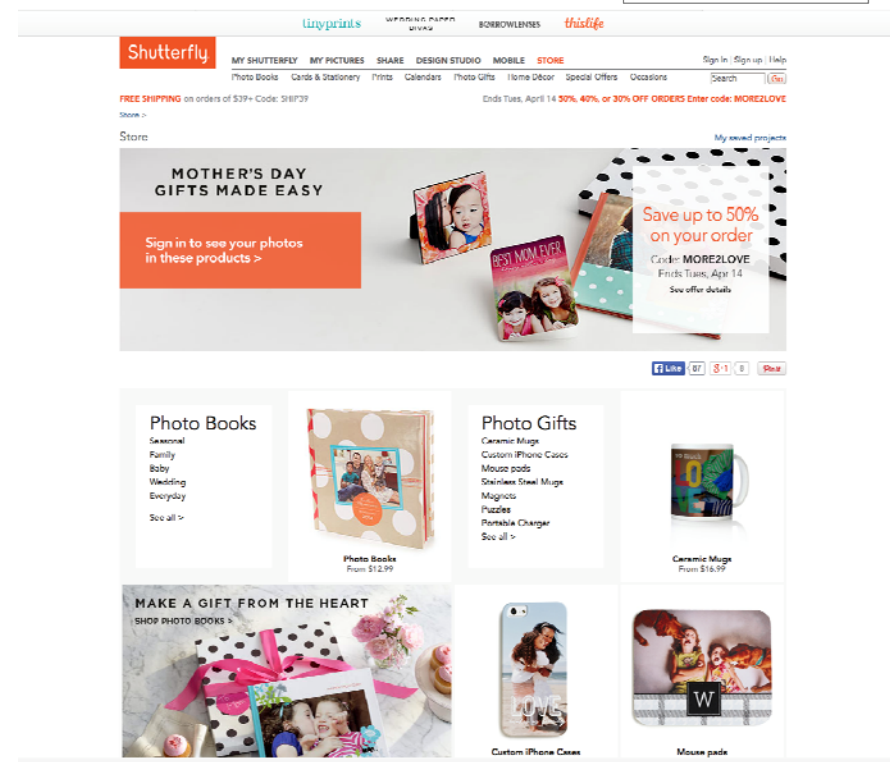 tinyprints WEDDING PAPER DIVAS BORROWLENSES thislife
Shutterfly
MY SHUTTERFLY MY PICTURES SHARE DESIGN STUDIO MOBILE STORE
Sign In | Sign up | Help
Photo Books Cards & Stationery Prints Calendars Photo Gifts Home Décor Special Offers Occasions
Search Go
FREE SHIPPING on orders of $39+ Code: SHIP39
Ends Tues, April 14 50%, 40%, or 30% OFF ORDERS Enter code: MORE2LOVE
Store >
Store
My saved projects
MOTHER'S DAY
GIFTS MADE EASY
Sign in to see your photos
in these products >
BEST MOM EVER
Save up to 50%
on your order
Code: MORE2LOVE
Ends Tues, Apr 14
See offer details
Like 87 g+1 0 Pin it
Photo Books
Seasonal
Family
Baby
Wedding
Everyday
See all >
Photo Books
From $12.99
Photo Gifts
Ceramic Mugs
Custom iPhone Cases
Mouse pads
Stainless Steel Mugs
Magnets
Puzzles
Portable Charger
See all >
LOVE
Ceramic Mugs
From $16.99
MAKE A GIFT FROM THE HEART
SHOP PHOTO BOOKS >
LOVE
Custom iPhone Cases
W
Mouse pads